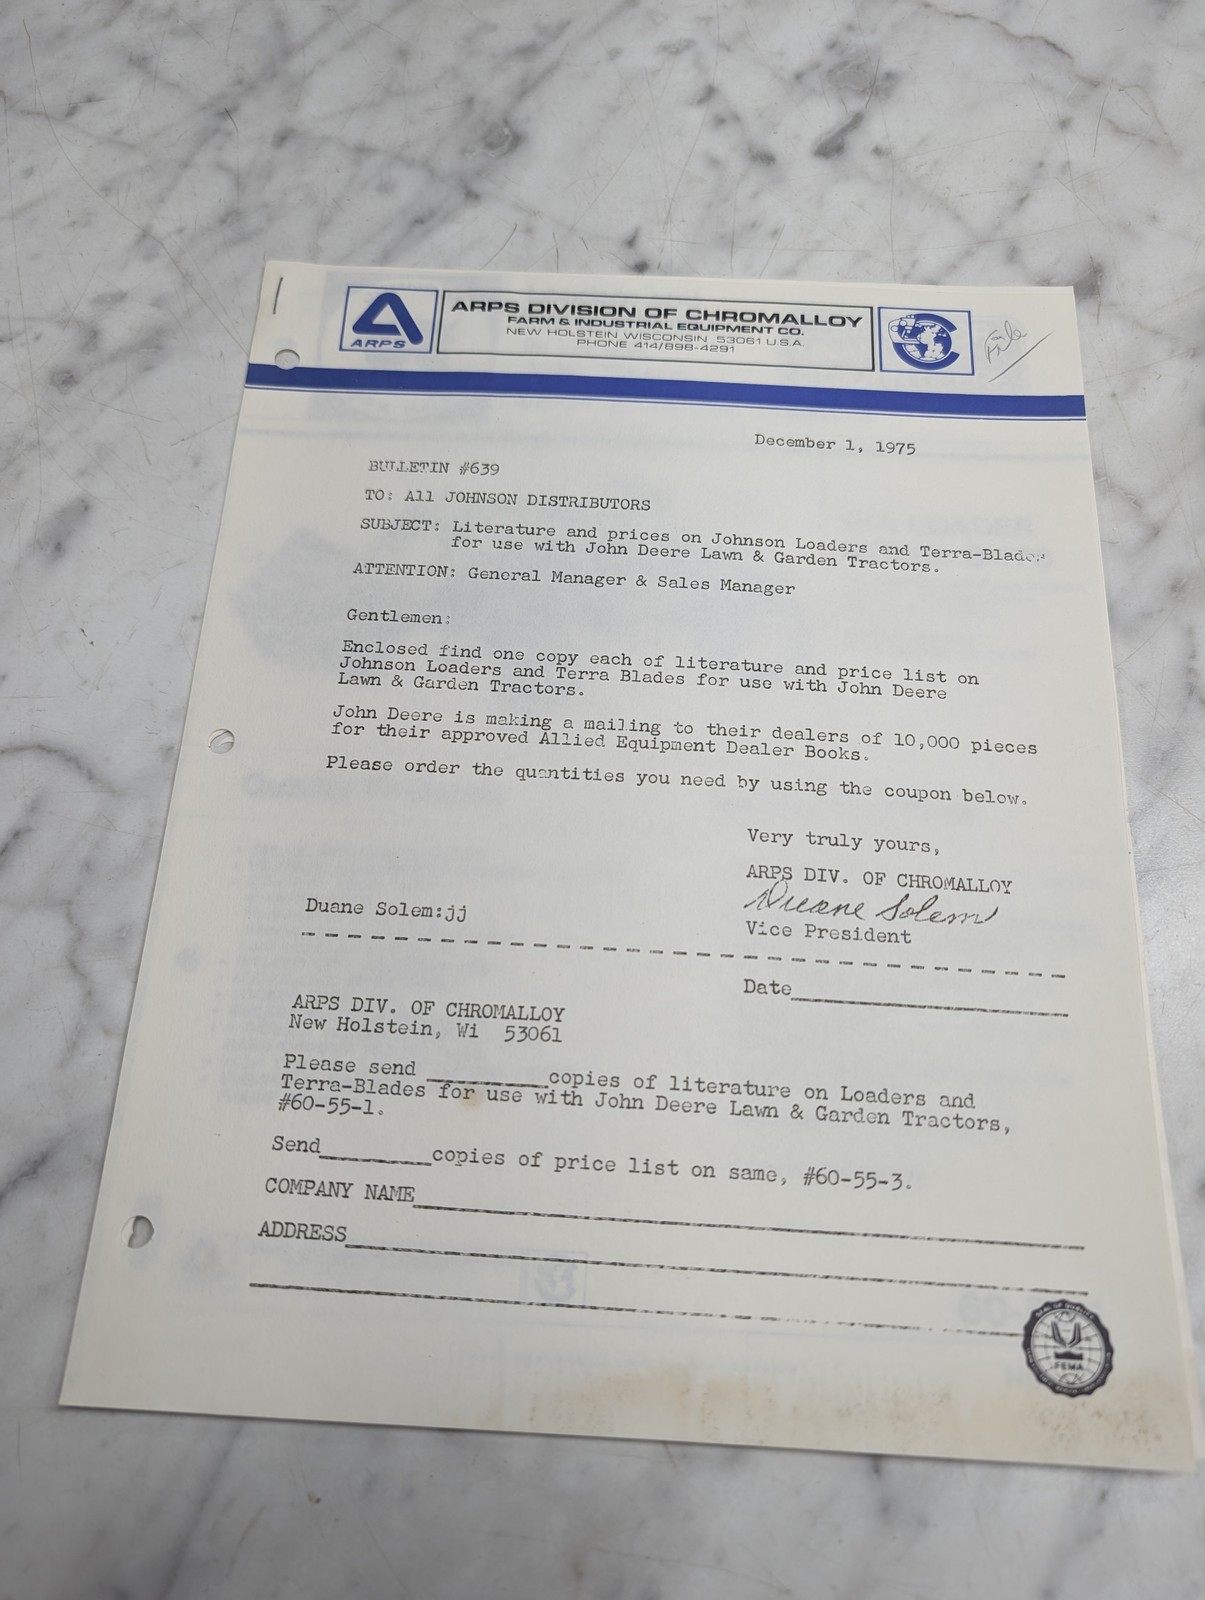 ARPS
ARPS DIVISION OF CHROMALLOY
FARM & INDUSTRIAL EQUIPMENT CO.
NEW HOLSTEIN WISCONSIN 53061 U.S.A.
PHONE 414/898-4291
File
December 1, 1975
BULLETIN #639
TO: All JOHNSON DISTRIBUTORS
SUBJECT: Literature and prices on Johnson Loaders and Terra-Blades
for use with John Deere Lawn & Garden Tractors.
ATTENTION: General Manager & Sales Manager
Gentlemen:
Enclosed find one copy each of literature and price list on
Johnson Loaders and Terra Blades for use with John Deere
Lawn & Garden Tractors.
John Deere is making a mailing to their dealers of 10,000 pieces
for their approved Allied Equipment Dealer Books.
Please order the quantities you need by using the coupon below.
Very truly yours,
ARPS DIV. OF CHROMALLOY
Duane Solem
Duane Solem:jj
Vice President
Date
ARPS DIV. OF CHROMALLOY
New Holstein, Wi 53061
Please send copies of literature on Loaders and
Terra-Blades for use with John Deere Lawn & Garden Tractors,
#60-55-1.
Send copies of price list on same, #60-55-3.
COMPANY NAME
ADDRESS
SEAL OF QUALITY
FEMA